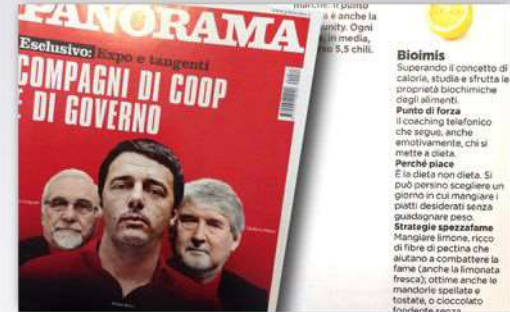 PANORAMA
Esclusivo: Expo e tangenti
COMPAGNI DI COOP
E DI GOVERNO
marche: il punto
s è anche la
unity. Ogni
, in media,
so 5,5 chili.
Bioimis
Superando il concetto di
caloria, studia e sfrutta le
proprietà biochimiche
degli alimenti.
Punto di forza
Il coaching telefonico
che segue, anche
emotivamente, chi si
mette a dieta.
Perché piace
È la dieta non dieta. Si
può persino scegliere un
giorno in cui mangiare i
piatti desiderati senza
guadagnare peso.
Strategie spezzafame
Mangiare limone, ricco
di fibre di pectina che
aiutano a combattere la
fame (anche la limonata
fresca); ottime anche le
mandorle spellate e
tostate, o cioccolato
fondente senza